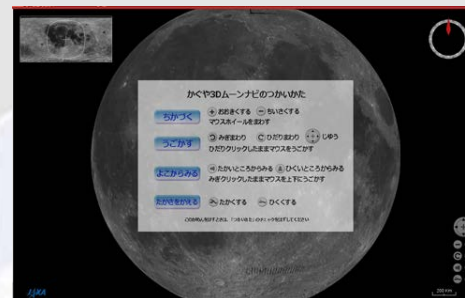 かぐや3Dムーンナビのつかいかた
ちかづく
おおきくする ちいさくする
マウスホイールをまわす
うごかす
みぎまわり ひだりまわり じゆう
ひだりクリックしたままマウスをうごかす
よこからみる
たかいところからみる ひくいところからみる
みぎクリックしたままマウスを上下にうごかす
たかさをかえる
たかくする ひくくする
JAXA